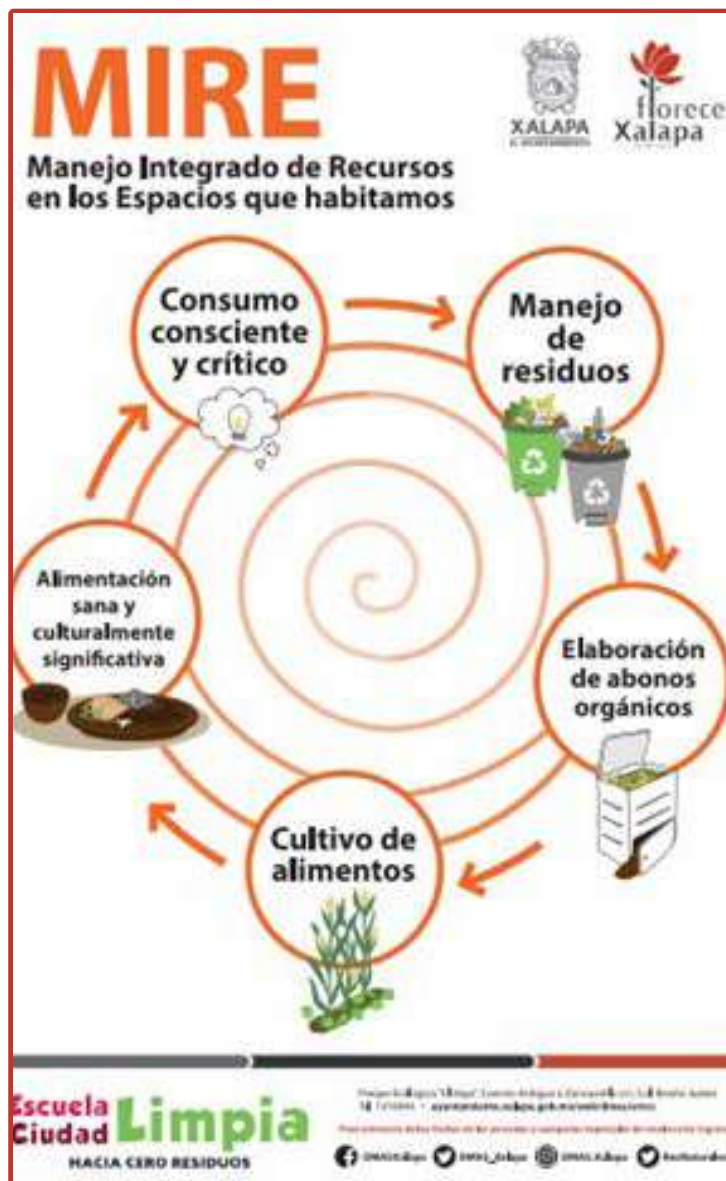 MIRE
Manejo Integrado de Recursos
en los Espacios que habitamos
XALAPA
florece
Xalapa
Consumo
consciente
y crítico
Manejo
de
residuos
Elaboración
de abonos
orgánicos
Cultivo de
alimentos
Alimentación
sana y
culturalmente
significativa
Escuela
Ciudad
Limpia
HACIA CERO RESIDUOS